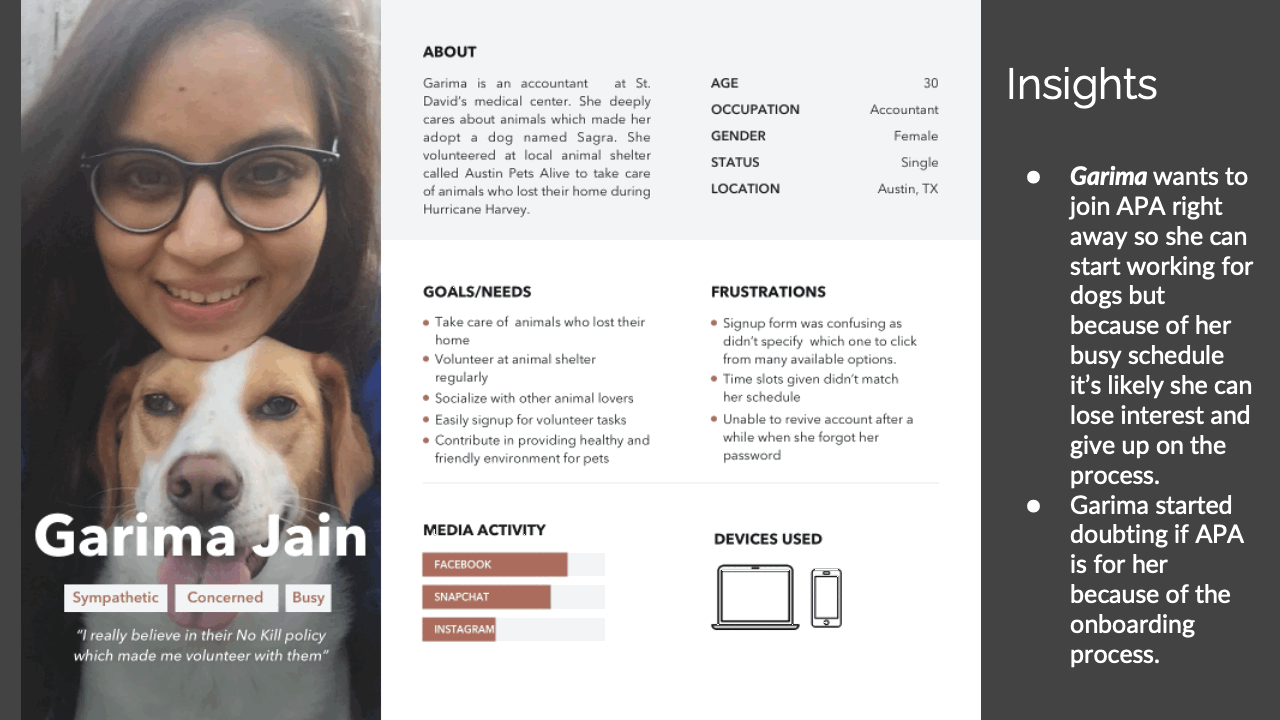 Garima Jain
Sympathetic
Concerned
Busy
“I really believe in their No Kill policy
which made me volunteer with them”
ABOUT
Garima is an accountant at St.
David’s medical center. She deeply
cares about animals which made her
adopt a dog named Sagra. She
volunteered at local animal shelter
called Austin Pets Alive to take care
of animals who lost their home during
Hurricane Harvey.
AGE 30
OCCUPATION Accountant
GENDER Female
STATUS Single
LOCATION Austin, TX
GOALS/NEEDS
• Take care of animals who lost their
home
• Volunteer at animal shelter
regularly
• Socialize with other animal lovers
• Easily signup for volunteer tasks
• Contribute in providing healthy and
friendly environment for pets
FRUSTRATIONS
• Signup form was confusing as
didn’t specify which one to click
from many available options.
• Time slots given didn’t match
her schedule
• Unable to revive account after a
while when she forgot her
password
MEDIA ACTIVITY
FACEBOOK
SNAPCHAT
INSTAGRAM
DEVICES USED
Insights
● Garima wants to
join APA right
away so she can
start working for
dogs but
because of her
busy schedule
it’s likely she can
lose interest and
give up on the
process.
● Garima started
doubting if APA
is for her
because of the
onboarding
process.